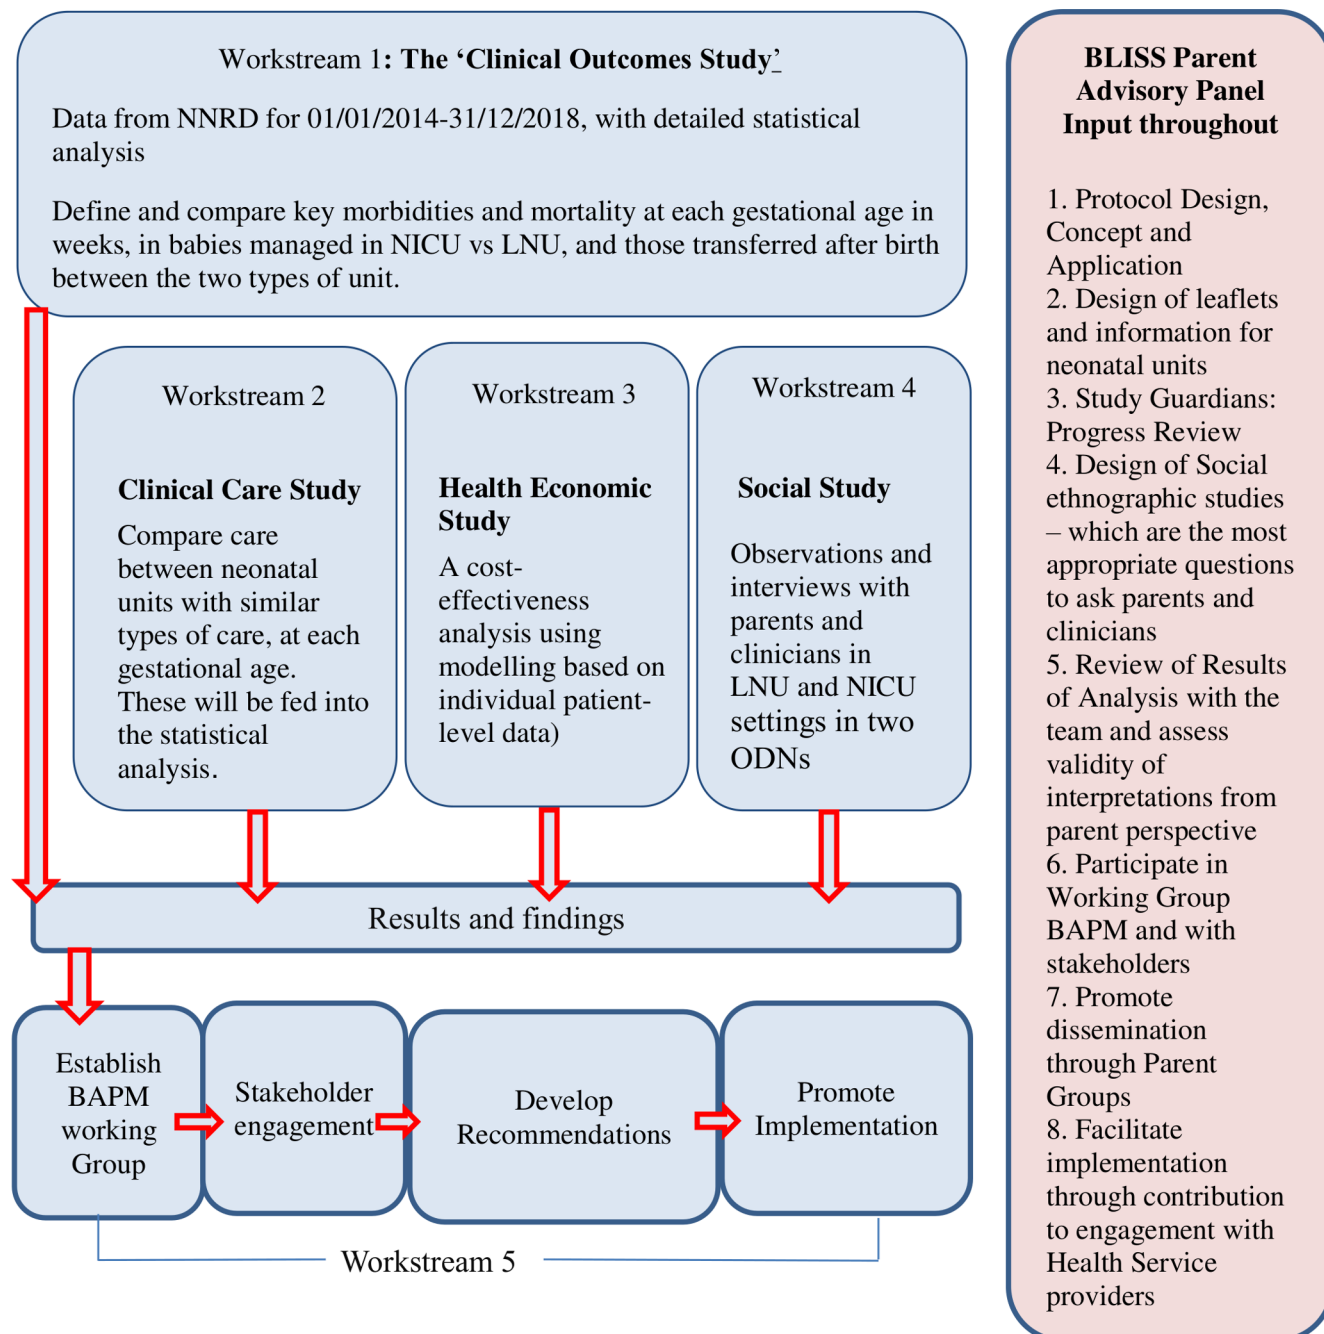 Workstream 1: The ‘Clinical Outcomes Study’
Data from NNRD for 01/01/2014-31/12/2018, with detailed statistical
analysis
Define and compare key morbidities and mortality at each gestational age in
weeks, in babies managed in NICU vs LNU, and those transferred after birth
between the two types of unit.
Workstream 2
Clinical Care Study
Compare care
between neonatal
units with similar
types of care, at each
gestational age.
These will be fed into
the statistical
analysis.
Workstream 3
Health Economic
Study
A cost-
effectiveness
analysis using
modelling based on
individual patient-
level data)
Workstream 4
Social Study
Observations and
interviews with
parents and
clinicians in
LNU and NICU
settings in two
ODNs
Results and findings
Establish
BAPM
working
Group
Stakeholder
engagement
Develop
Recommendations
Promote
Implementation
Workstream 5
BLISS Parent
Advisory Panel
Input throughout
1. Protocol Design,
Concept and
Application
2. Design of leaflets
and information for
neonatal units
3. Study Guardians:
Progress Review
4. Design of Social
ethnographic studies
– which are the most
appropriate questions
to ask parents and
clinicians
5. Review of Results
of Analysis with the
team and assess
validity of
interpretations from
parent perspective
6. Participate in
Working Group
BAPM and with
stakeholders
7. Promote
dissemination
through Parent
Groups
8. Facilitate
implementation
through contribution
to engagement with
Health Service
providers